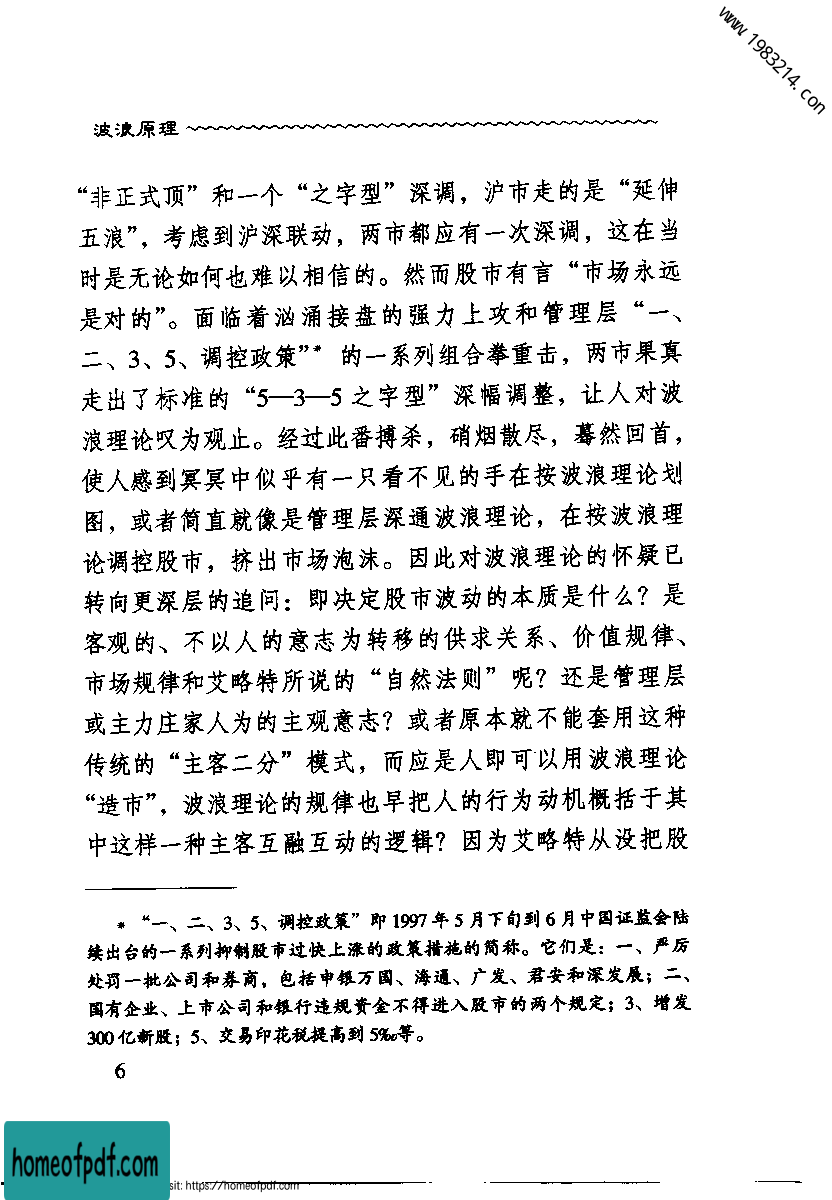 www.1983214.con
波浪原理
“非正式顶”和一个“之字型”深调，沪市走的是“延伸
五浪”，考虑到沪深联动，两市都应有一次深调，这在当
时是无论如何也难以相信的。然而股市有言“市场永远
是对的”。面临着汹涌接盘的强力上攻和管理层“一、
二、3、5、调控政策”* 的一系列组合拳重击，两市果真
走出了标准的“5—3—5之字型”深幅调整，让人对波
浪理论叹为观止。经过此番搏杀，硝烟散尽，蓦然回首，
使人感到冥冥中似乎有一只看不见的手在按波浪理论划
图，或者简直就像是管理层深通波浪理论，在按波浪理
论调控股市，挤出市场泡沫。因此对波浪理论的怀疑已
转向更深层的追问：即决定股市波动的本质是什么？是
客观的、不以人的意志为转移的供求关系、价值规律、
市场规律和艾略特所说的“自然法则”呢？还是管理层
或主力庄家人为的主观意志？或者原本就不能套用这种
传统的“主客二分”模式，而应是人即可以用波浪理论
“造市”，波浪理论的规律也早把人的行为动机概括于其
中这样一种主客互融互动的逻辑？因为艾略特从没把股
* “一、二、3、5、调控政策”即1997年5月下旬到6月中国证监会陆
续出台的一系列抑制股市过快上涨的政策措施的简称。它们是：一、严厉
处罚一批公司和券商，包括申银万国、海通、广发、君安和深发展；二、
国有企业、上市公司和银行违规资金不得进入股市的两个规定；3、增发
300亿新股；5、交易印花税提高到5‰等。
6
homeofpdf.com
sit: https://homeofpdf.com